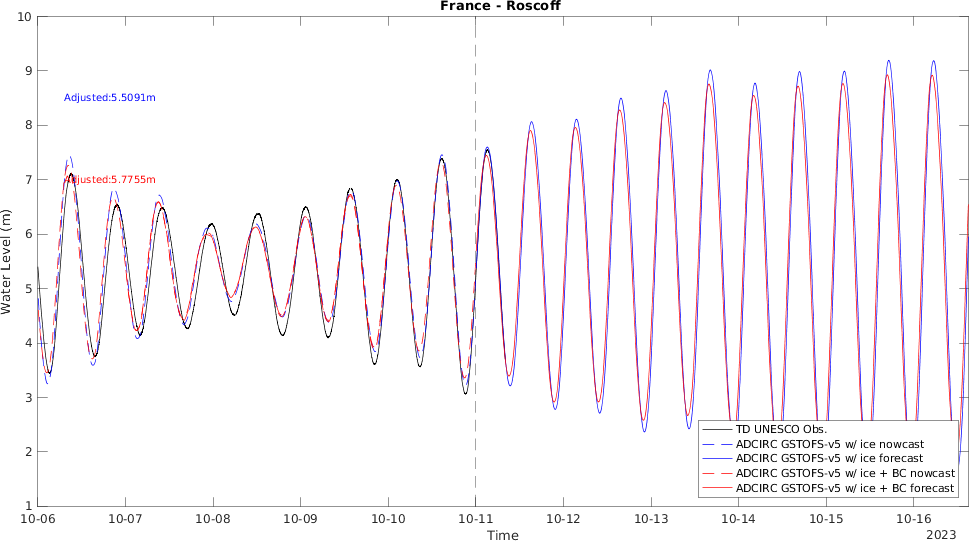 France - Roscoff
10
9
8
7
6
5
4
3
2
1
Water Level (m)
Adjusted:5.5091m
Adjusted:5.7755m
TD UNESCO Obs.
ADCIRC GSTOFS-v5 w/ ice nowcast
ADCIRC GSTOFS-v5 w/ ice forecast
ADCIRC GSTOFS-v5 w/ ice + BC nowcast
ADCIRC GSTOFS-v5 w/ ice + BC forecast
10-06 10-07 10-08 10-09 10-10 10-11 10-12 10-13 10-14 10-15 10-16
Time
2023